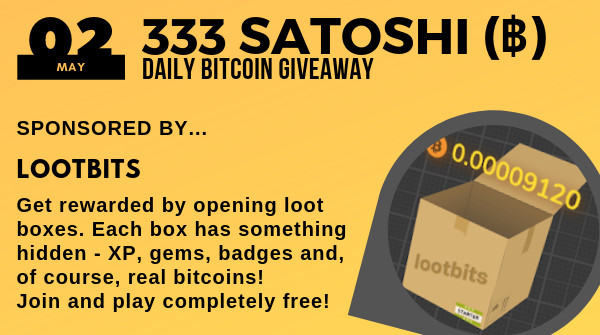 02
MAY
333 SATOSHI (฿)
DAILY BITCOIN GIVEAWAY
SPONSORED BY...
LOOTBITS
Get rewarded by opening loot
boxes. Each box has something
hidden - XP, gems, badges and,
of course, real bitcoins!
Join and play completely free!
0.00009120
lootbits
STARTER